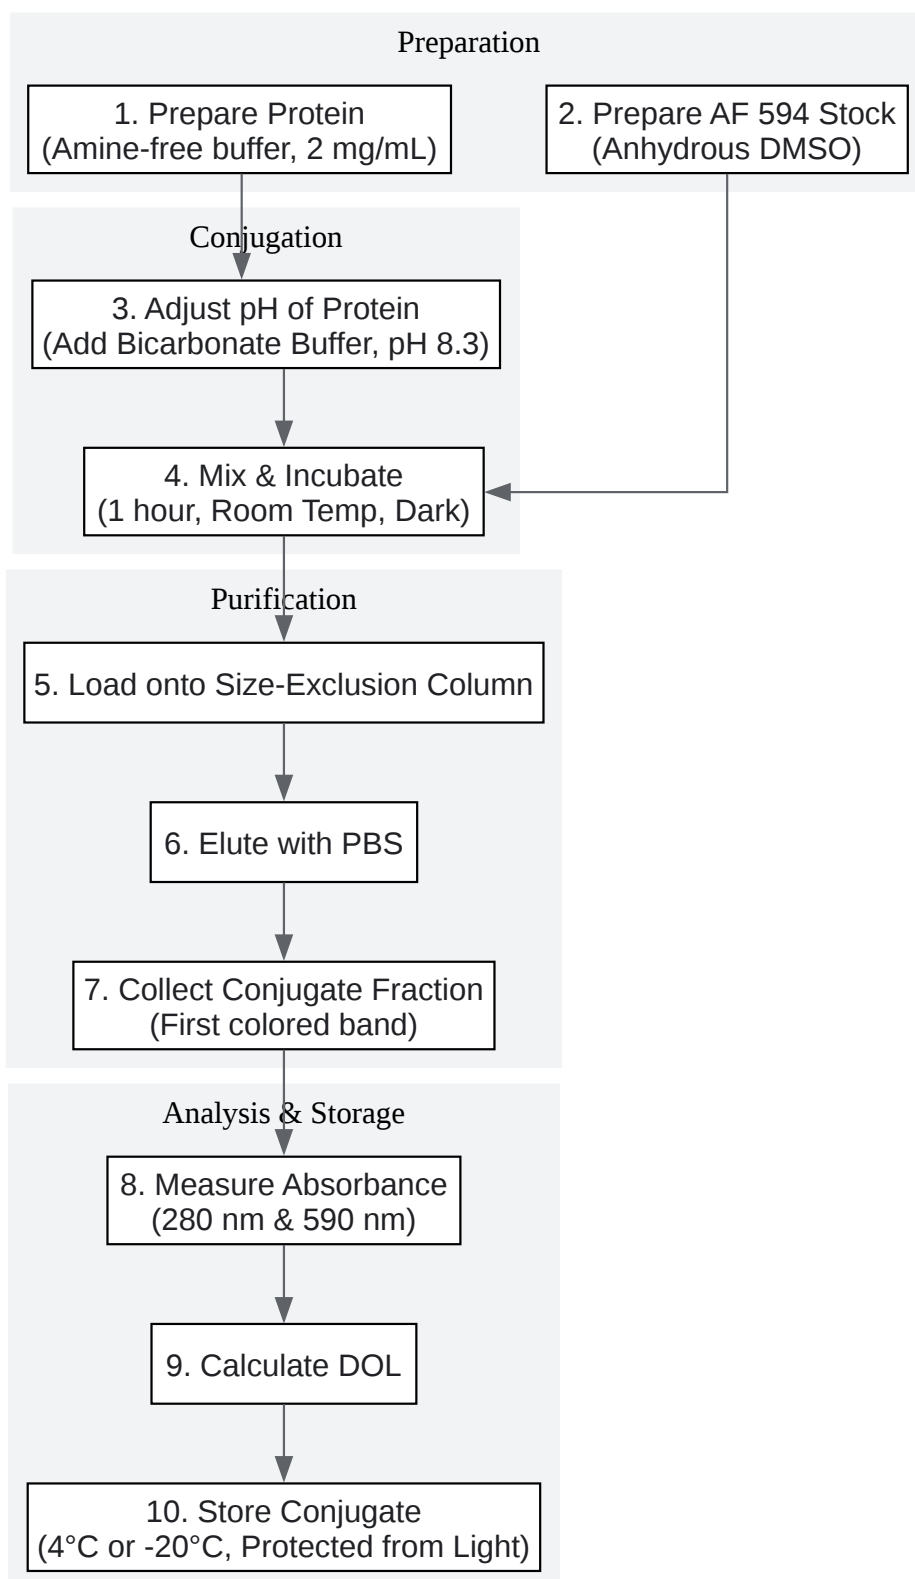 Preparation
1. Prepare Protein
(Amine-free buffer, 2 mg/mL)
2. Prepare AF 594 Stock
(Anhydrous DMSO)
Conjugation
3. Adjust pH of Protein
(Add Bicarbonate Buffer, pH 8.3)
4. Mix & Incubate
(1 hour, Room Temp, Dark)
Purification
5. Load onto Size-Exclusion Column
6. Elute with PBS
7. Collect Conjugate Fraction
(First colored band)
Analysis & Storage
8. Measure Absorbance
(280 nm & 590 nm)
9. Calculate DOL
10. Store Conjugate
(4°C or -20°C, Protected from Light)